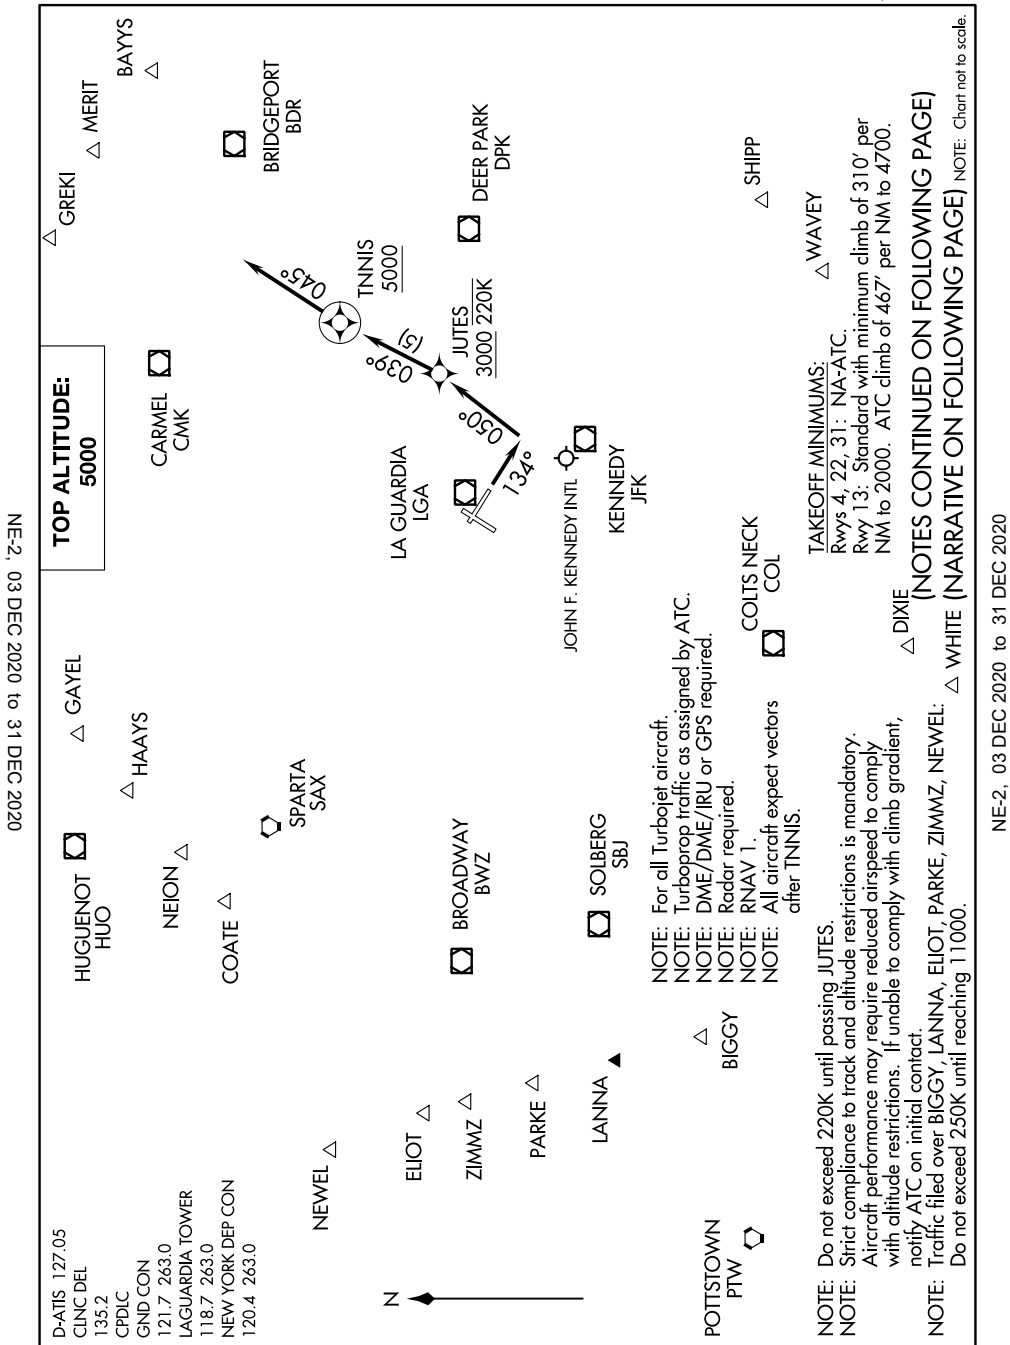 NE-2, 03 DEC 2020 to 31 DEC 2020
D-ATIS 127.05
CLNC DEL
135.2
CPDLC
GND CON
121.7 263.0
LAGUARDIA TOWER
118.7 263.0
NEW YORK DEP CON
120.4 263.0
TOP ALTITUDE:
5000
HUGUENOT
HUO
GAYEL
HAAYS
NEION
COATE
SPARTA
SAX
GREKI
MERIT
BAYYS
CARMEL
CMK
BRIDGEPORT
BDR
045°
TNNIS
5000
(5)
039°
JUTES
3000 220K
050°
134°
DEER PARK
DPK
LA GUARDIA
LGA
JOHN F. KENNEDY INTL
KENNEDY
JFK
NEWEL
ELIOT
ZIMMZ
PARKE
LANNA
BROADWAY
BWZ
SOLBERG
SBJ
N
POTTSTOWN
PTW
BIGGY
COLTS NECK
COL
SHIPP
WAVEY
DIXIE
WHITE
NOTE: For all Turbojet aircraft.
NOTE: Turboprop traffic as assigned by ATC.
NOTE: DME/DME/IRU or GPS required.
NOTE: Radar required.
NOTE: RNAV 1.
NOTE: All aircraft expect vectors
after TNNIS.
NOTE: Do not exceed 220K until passing JUTES.
NOTE: Strict compliance to track and altitude restrictions is mandatory.
Aircraft performance may require reduced airspeed to comply
with altitude restrictions. If unable to comply with climb gradient,
notify ATC on initial contact.
NOTE: Traffic filed over BIGGY, LANNA, ELIOT, PARKE, ZIMMZ, NEWEL:
Do not exceed 250K until reaching 11000.
TAKEOFF MINIMUMS:
Rwys 4, 22, 31: NA-ATC.
Rwy 13: Standard with minimum climb of 310' per
NM to 2000. ATC climb of 467' per NM to 4700.
(NOTES CONTINUED ON FOLLOWING PAGE)
(NARRATIVE ON FOLLOWING PAGE)
NOTE: Chart not to scale.
NE-2, 03 DEC 2020 to 31 DEC 2020